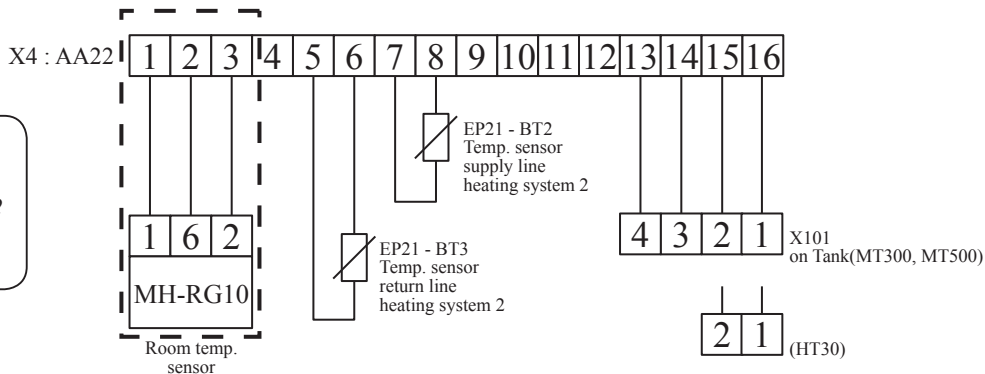 X4 : AA22 1 2 3 4 5 6 7 8 9 10 11 12 13 14 15 16
EP21 - BT2
Temp. sensor
supply line
heating system 2
1 6 2
MH-RG10
Room temp.
sensor
EP21 - BT3
Temp. sensor
return line
heating system 2
4 3 2 1 X101
on Tank(MT300, MT500)
2 1 (HT30)